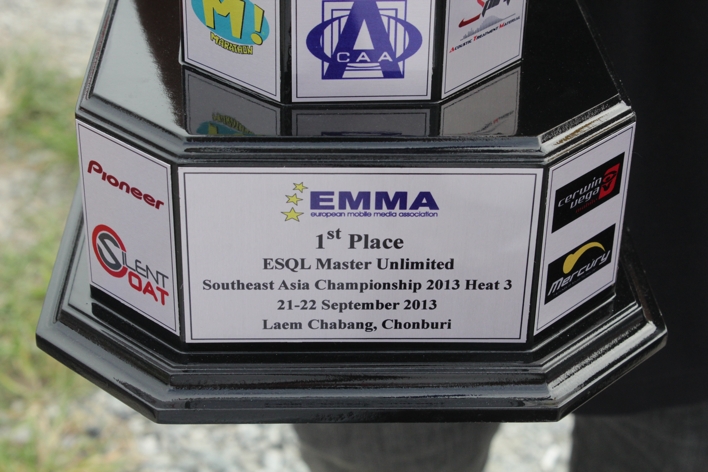 M!
MARATHON
CAA
Pioneer
SILENT
COAT
EMMA
european mobile media association
1st Place
ESQL Master Unlimited
Southeast Asia Championship 2013 Heat 3
21-22 September 2013
Laem Chabang, Chonburi
cerwin
vega
Mercury